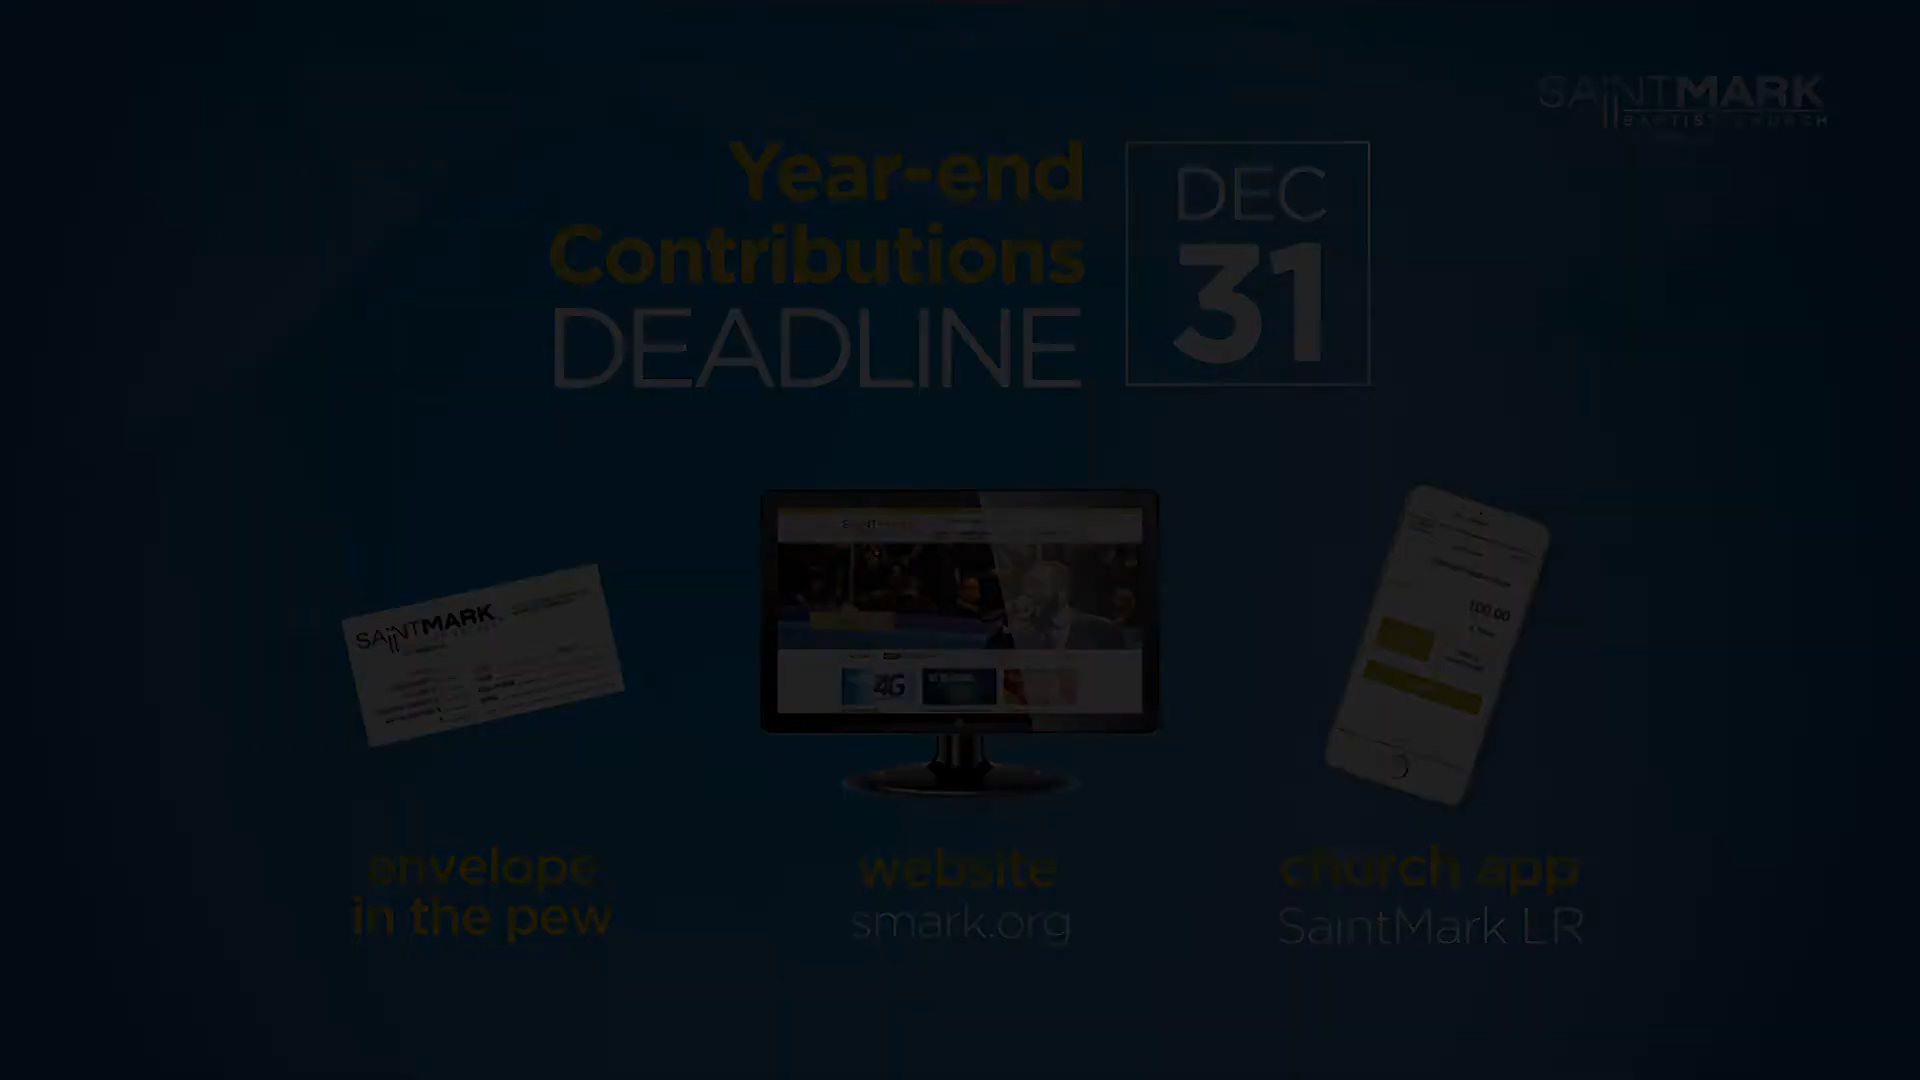 SAINTMARK
BAPTIST CHURCH
Year-end
Contributions
DEADLINE
DEC
31
SAINTMARK
SAINTMARK
4G
100.00
envelope
in the pew
website
smark.org
church app
SaintMark LR